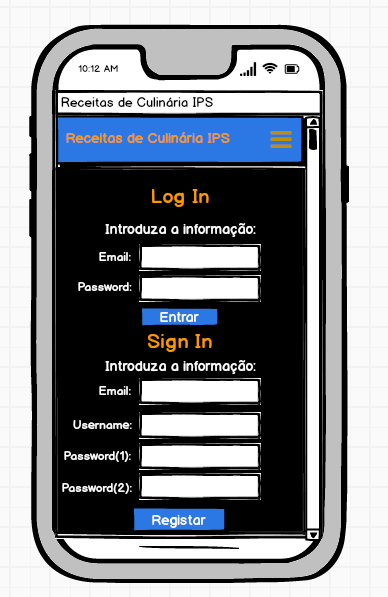 10:12 AM
Receitas de Culinária IPS
Receitas de Culinária IPS
Log In
Introduza a informação:
Email:
Password:
Entrar
Sign In
Introduza a informação:
Email:
Username:
Password(1):
Password(2):
Registar